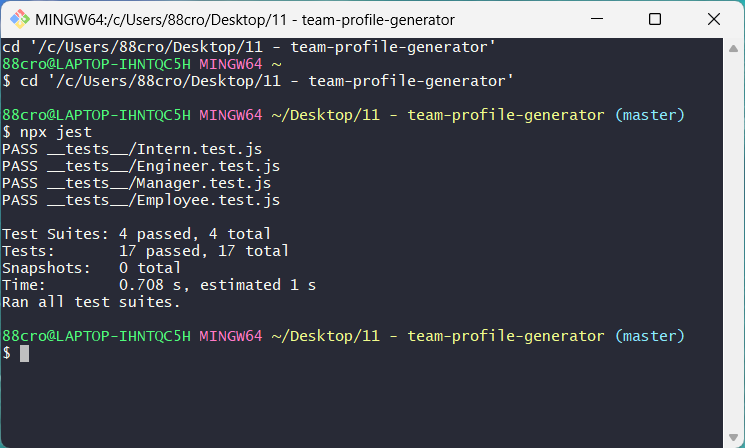 MINGW64:/c/Users/88cro/Desktop/11 - team-profile-generator
cd '/c/Users/88cro/Desktop/11 - team-profile-generator'
88cro@LAPTOP-IHNTQC5H MINGW64 ~
$ cd '/c/Users/88cro/Desktop/11 - team-profile-generator'
88cro@LAPTOP-IHNTQC5H MINGW64 ~/Desktop/11 - team-profile-generator (master)
$ npx jest
PASS __tests__/Intern.test.js
PASS __tests__/Engineer.test.js
PASS __tests__/Manager.test.js
PASS __tests__/Employee.test.js
Test Suites: 4 passed, 4 total
Tests:       17 passed, 17 total
Snapshots:   0 total
Time:        0.708 s, estimated 1 s
Ran all test suites.
88cro@LAPTOP-IHNTQC5H MINGW64 ~/Desktop/11 - team-profile-generator (master)
$